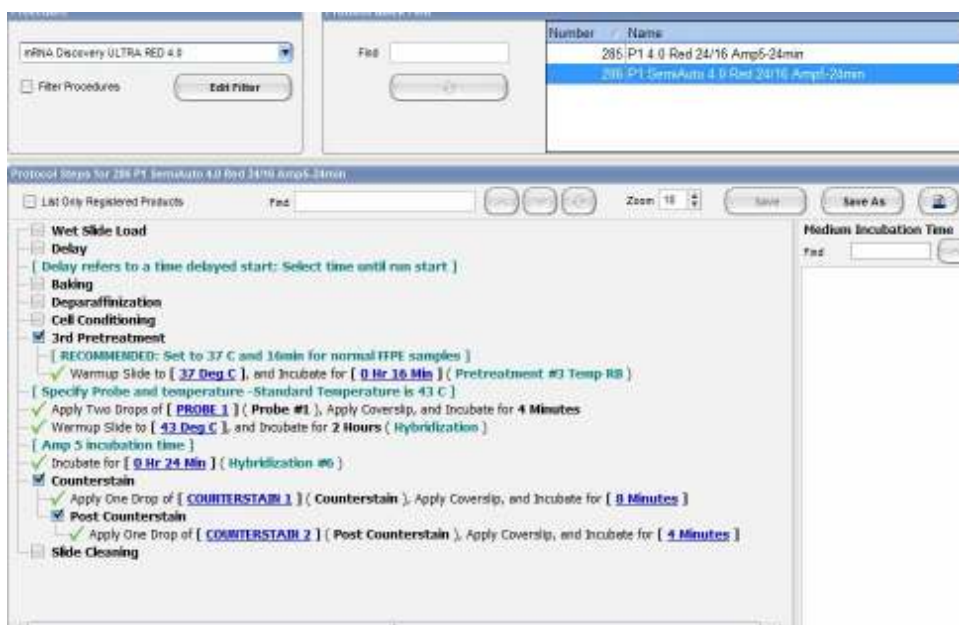 Procedure
mRNA Discovery ULTRA RED 4.0
Filter Procedures
Edit Filter
Protocol Quick Find
Find
Number / Name
285 P1 4.0 Red 24/16 Amp5-24min
286 P1 SemiAuto 4.0 Red 24/16 Amp5-24min
Protocol Steps for 286 P1 SemiAuto 4.0 Red 24/16 Amp5-24min
List Only Registered Products
Find
Zoom 10
Save
Save As
Wet Slide Load
Delay
[ Delay refers to a time delayed start: Select time until run start ]
Baking
Deparaffinization
Cell Conditioning
3rd Pretreatment
[ RECOMMENDED: Set to 37 C and 16min for normal FFPE samples ]
Warmup Slide to [ 37 Deg C ], and Incubate for [ 0 Hr 16 Min ] ( Pretreatment #3 Temp RB )
[ Specify Probe and temperature -Standard Temperature is 43 C ]
Apply Two Drops of [ PROBE 1 ] ( Probe #1 ), Apply Coverslip, and Incubate for 4 Minutes
Warmup Slide to [ 43 Deg C ], and Incubate for 2 Hours ( Hybridization )
[ Amp 5 incubation time ]
Incubate for [ 0 Hr 24 Min ] ( Hybridization #6 )
Counterstain
Apply One Drop of [ COUNTERSTAIN 1 ] ( Counterstain ), Apply Coverslip, and Incubate for [ 8 Minutes ]
Post Counterstain
Apply One Drop of [ COUNTERSTAIN 2 ] ( Post Counterstain ), Apply Coverslip, and Incubate for [ 4 Minutes ]
Slide Cleaning
Medium Incubation Time
Find